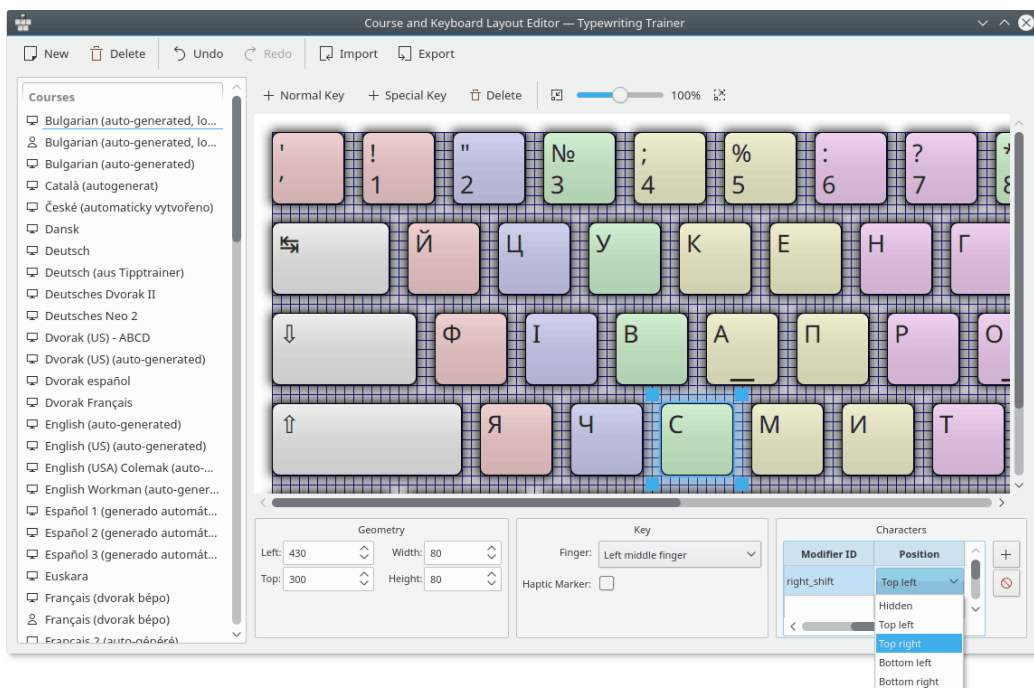 Course and Keyboard Layout Editor — Typewriting Trainer
New Delete Undo Redo Import Export
Courses
Bulgarian (auto-generated, lo...
Bulgarian (auto-generated, lo...
Bulgarian (auto-generated)
Català (autogenerat)
České (automaticky vytvořeno)
Dansk
Deutsch
Deutsch (aus Tipptrainer)
Deutsches Dvorak II
Deutsches Neo 2
Dvorak (US) - ABCD
Dvorak (US) (auto-generated)
Dvorak español
Dvorak Français
English (auto-generated)
English (US) (auto-generated)
English (USA) Colemak (auto-...
English Workman (auto-gener...
Español 1 (generado automát...
Español 2 (generado automát...
Español 3 (generado automát...
Euskara
Français (dvorak bépo)
Français (dvorak bépo)
Français 2 (auto-généré)
+ Normal Key + Special Key Delete 100%
' ! " № ; % : ? *
' 1 2 3 4 5 6 7 8
↹ Й Ц У К Е Н Г
⇩ Ф І В А П Р О
⇧ Я Ч С М И Т
Geometry
Left: 430 Width: 80
Top: 300 Height: 80
Key
Finger: Left middle finger
Haptic Marker:
Characters
Modifier ID Position
right_shift Top left
Hidden
Top left
Top right
Bottom left
Bottom right